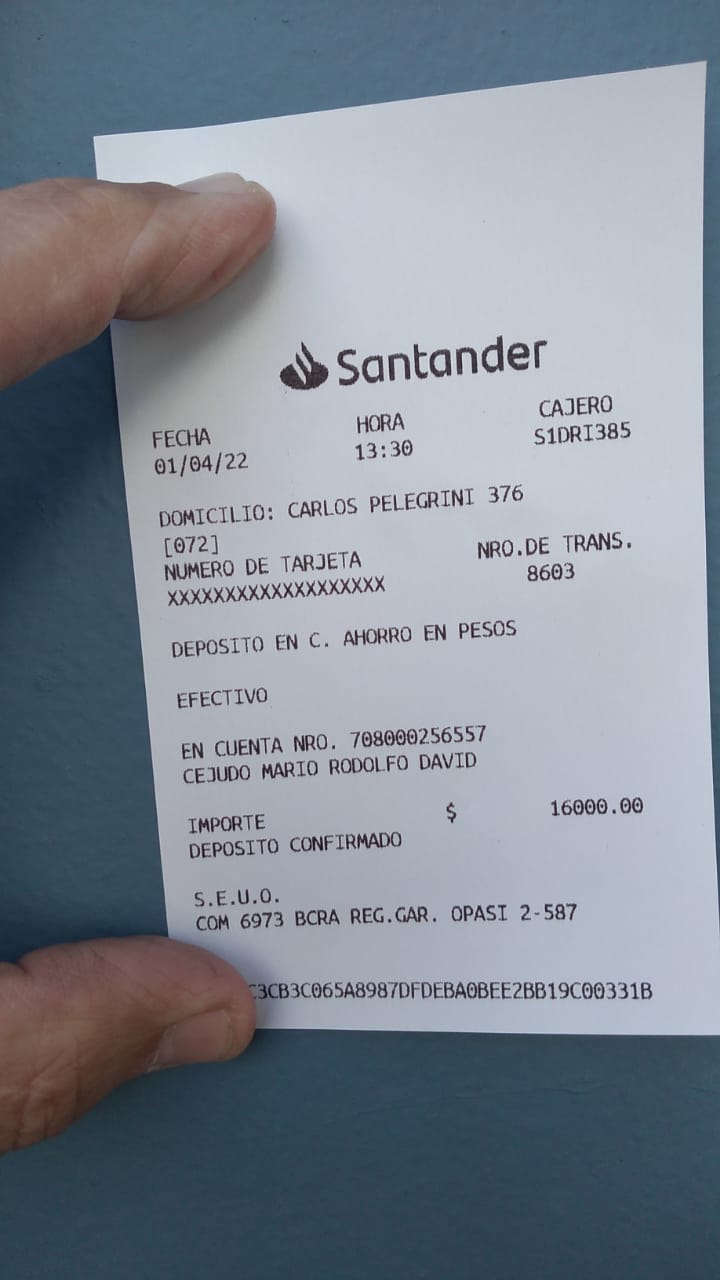 Santander
FECHA HORA CAJERO
01/04/22 13:30 S1DRI385
DOMICILIO: CARLOS PELEGRINI 376
[072]
NUMERO DE TARJETA NRO.DE TRANS.
XXXXXXXXXXXXXXXXXXX 8603
DEPOSITO EN C. AHORRO EN PESOS
EFECTIVO
EN CUENTA NRO. 708000256557
CEJUDO MARIO RODOLFO DAVID
IMPORTE $ 16000.00
DEPOSITO CONFIRMADO
S.E.U.O.
COM 6973 BCRA REG.GAR. OPASI 2-587
C3CB3C065A8987DFDEBA0BEE2BB19C00331B